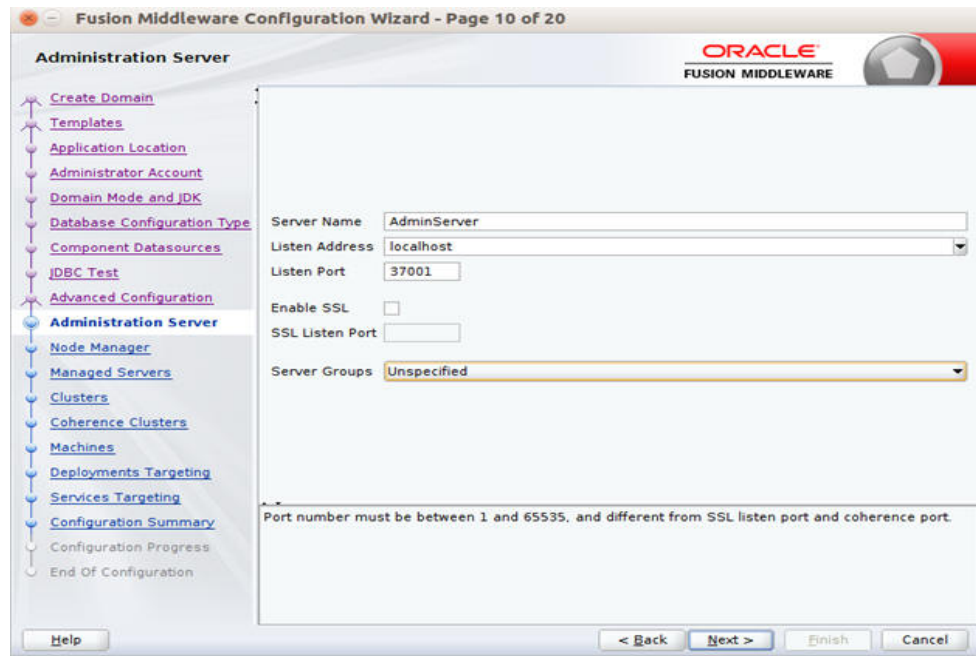 Fusion Middleware Configuration Wizard - Page 10 of 20
Administration Server
ORACLE
FUSION MIDDLEWARE
Create Domain
Templates
Application Location
Administrator Account
Domain Mode and JDK
Database Configuration Type
Component Datasources
JDBC Test
Advanced Configuration
Administration Server
Node Manager
Managed Servers
Clusters
Coherence Clusters
Machines
Deployments Targeting
Services Targeting
Configuration Summary
Configuration Progress
End Of Configuration
Server Name AdminServer
Listen Address localhost
Listen Port 37001
Enable SSL
SSL Listen Port
Server Groups Unspecified
Port number must be between 1 and 65535, and different from SSL listen port and coherence port.
Help < Back Next > Finish Cancel